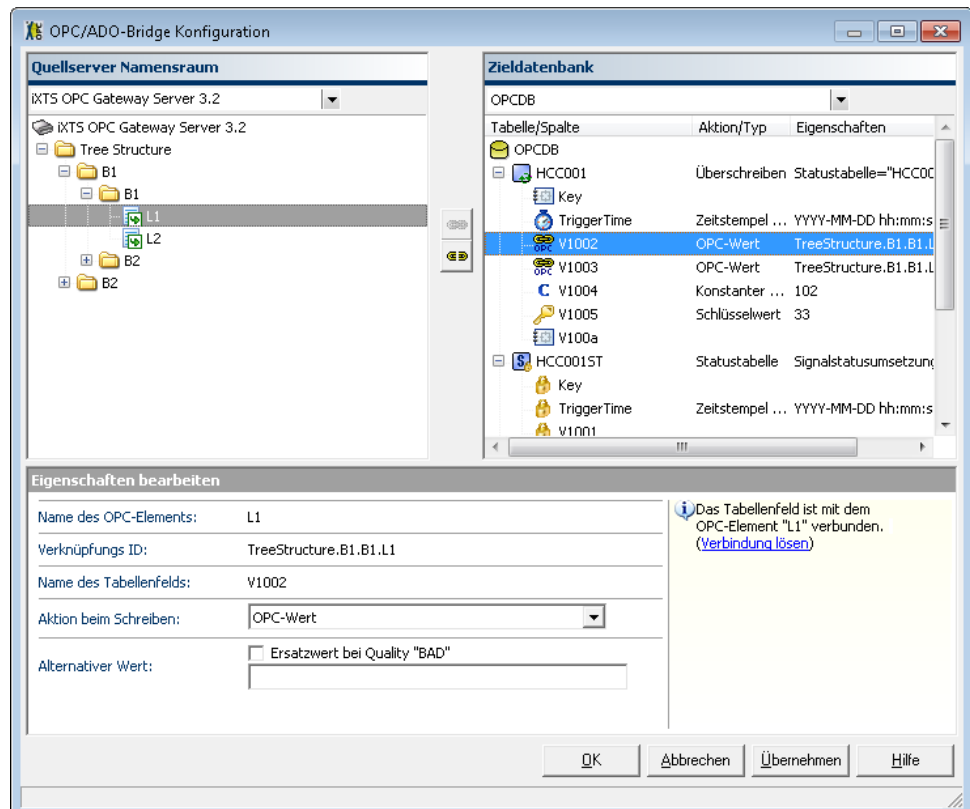 OPC/ADO-Bridge Konfiguration
Quellserver Namensraum
iXTS OPC Gateway Server 3.2
iXTS OPC Gateway Server 3.2
Tree Structure
B1
B1
L1
L2
B2
B2
Zieldatenbank
OPCDB
Tabelle/Spalte Aktion/Typ Eigenschaften
OPCDB
HCC001 Überschreiben Statustabelle="HCC00
Key
TriggerTime Zeitstempel ... YYYY-MM-DD hh:mm:s
OPC V1002 OPC-Wert TreeStructure.B1.B1.L
OPC V1003 OPC-Wert TreeStructure.B1.B1.L
C V1004 Konstanter ... 102
V1005 Schlüsselwert 33
V100a
S HCC001ST Statustabelle Signalstatusumsetzung
Key
TriggerTime Zeitstempel ... YYYY-MM-DD hh:mm:s
V1001
Eigenschaften bearbeiten
Name des OPC-Elements: L1
Verknüpfungs ID: TreeStructure.B1.B1.L1
Name des Tabellenfelds: V1002
Aktion beim Schreiben: OPC-Wert
Alternativer Wert: Ersatzwert bei Quality "BAD"
Das Tabellenfeld ist mit dem
OPC-Element "L1" verbunden.
(Verbindung lösen)
OK Abbrechen Übernehmen Hilfe